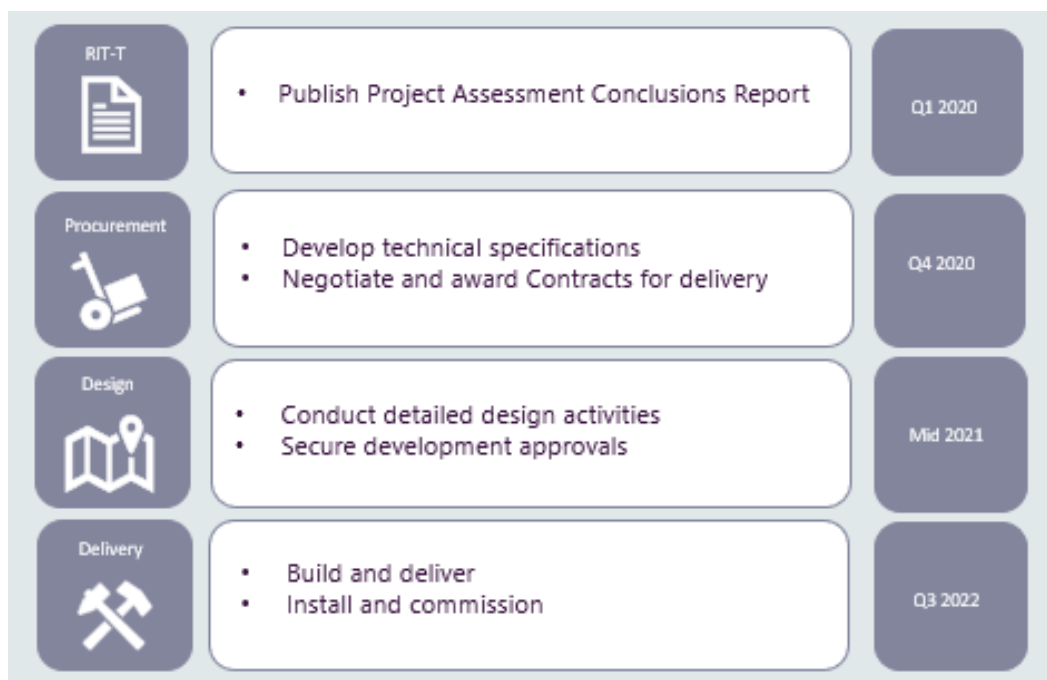 RIT-T
• Publish Project Assessment Conclusions Report
Q1 2020
Procurement
• Develop technical specifications
• Negotiate and award Contracts for delivery
Q4 2020
Design
• Conduct detailed design activities
• Secure development approvals
Mid 2021
Delivery
• Build and deliver
• Install and commission
Q3 2022